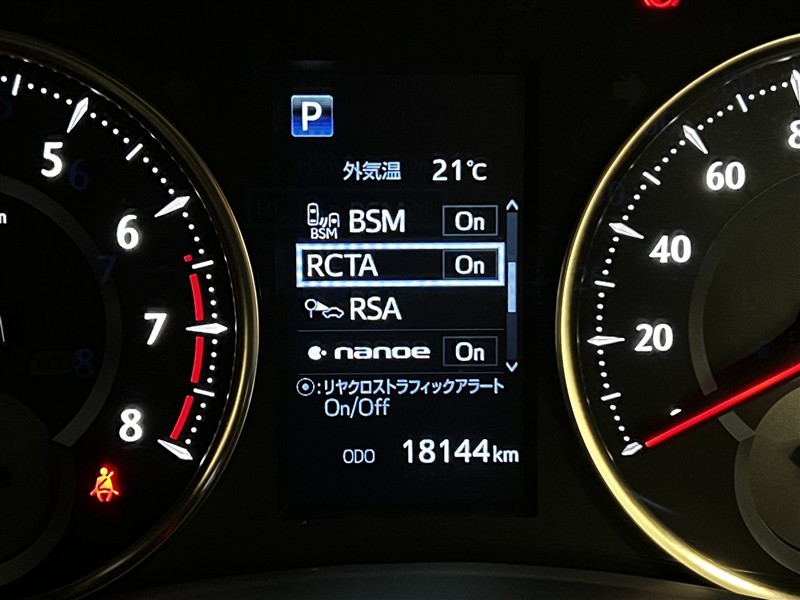 P
外気温 21℃
BSM BSM On
RCTA On
RSA
nanoe On
:リヤクロストラフィックアラート
On/Off
ODO 18144km
5
6
7
8
80
60
40
20